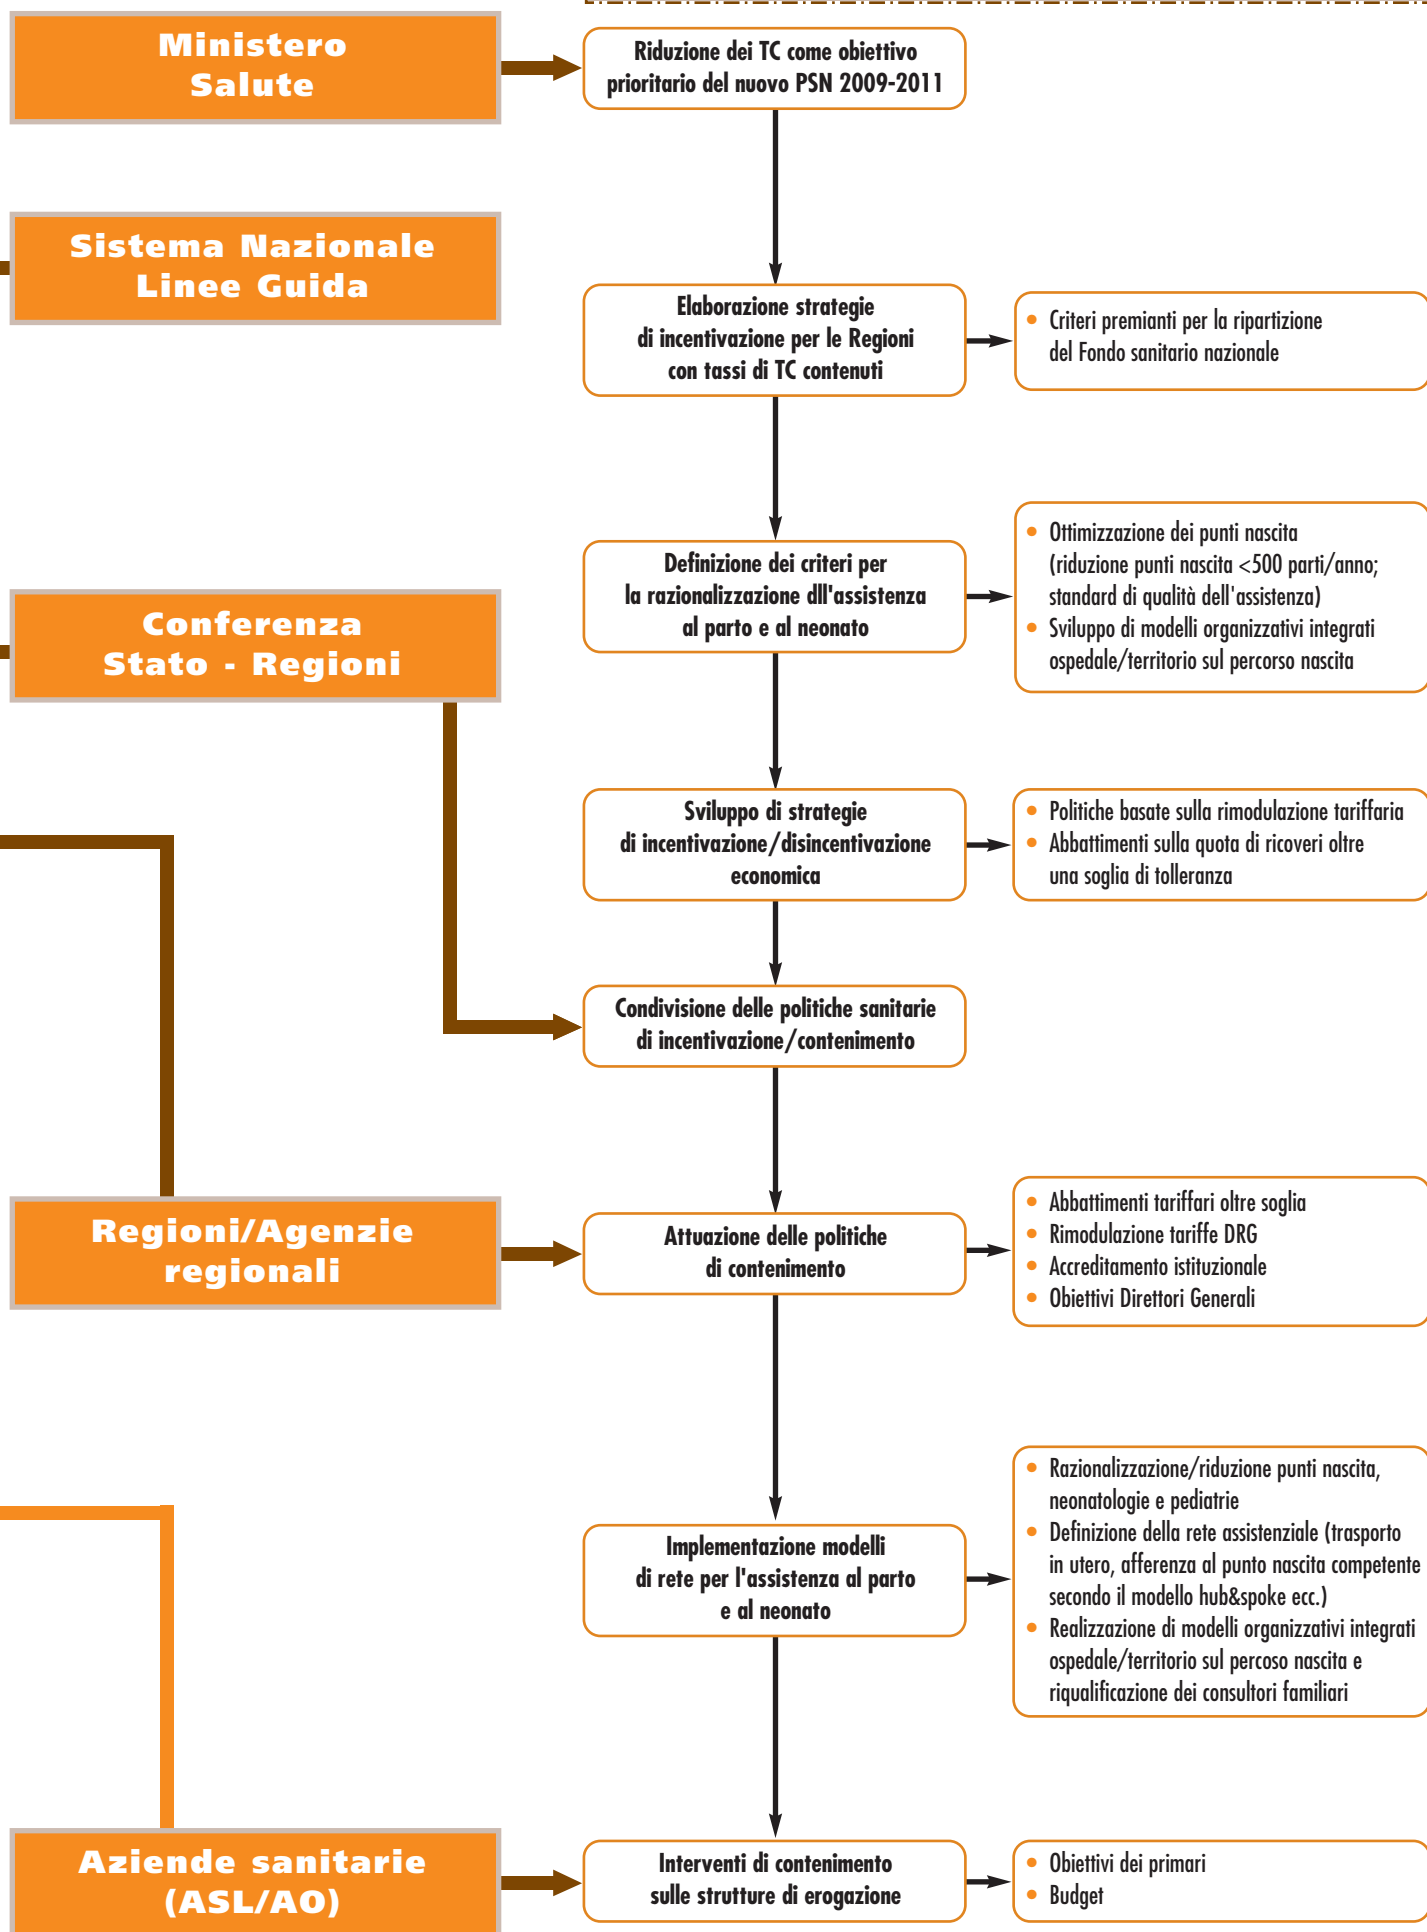 Ministero
Salute
Riduzione dei TC come obiettivo
prioritario del nuovo PSN 2009-2011
Sistema Nazionale
Linee Guida
Elaborazione strategie
di incentivazione per le Regioni
con tassi di TC contenuti
• Criteri premianti per la ripartizione
del Fondo sanitario nazionale
Definizione dei criteri per
la razionalizzazione dll'assistenza
al parto e al neonato
• Ottimizzazione dei punti nascita
(riduzione punti nascita <500 parti/anno;
standard di qualità dell'assistenza)
• Sviluppo di modelli organizzativi integrati
ospedale/territorio sul percorso nascita
Conferenza
Stato - Regioni
Sviluppo di strategie
di incentivazione/disincentivazione
economica
• Politiche basate sulla rimodulazione tariffaria
• Abbattimenti sulla quota di ricoveri oltre
una soglia di tolleranza
Condivisione delle politiche sanitarie
di incentivazione/contenimento
Regioni/Agenzie
regionali
Attuazione delle politiche
di contenimento
• Abbattimenti tariffari oltre soglia
• Rimodulazione tariffe DRG
• Accreditamento istituzionale
• Obiettivi Direttori Generali
Implementazione modelli
di rete per l'assistenza al parto
e al neonato
• Razionalizzazione/riduzione punti nascita,
neonatologie e pediatrie
• Definizione della rete assistenziale (trasporto
in utero, afferenza al punto nascita competente
secondo il modello hub&spoke ecc.)
• Realizzazione di modelli organizzativi integrati
ospedale/territorio sul percoso nascita e
riqualificazione dei consultori familiari
Aziende sanitarie
(ASL/AO)
Interventi di contenimento
sulle strutture di erogazione
• Obiettivi dei primari
• Budget